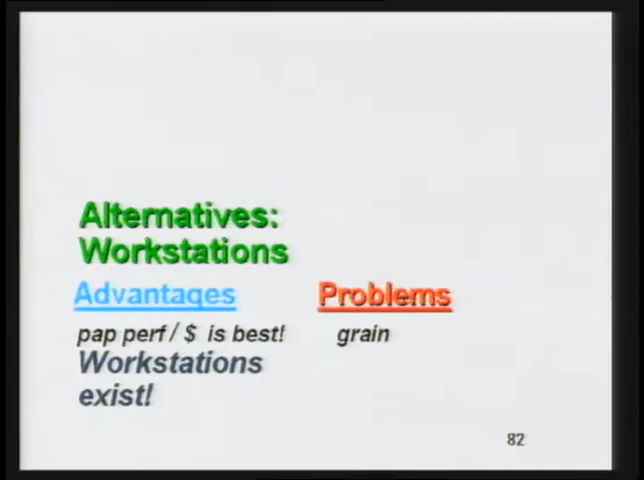 Alternatives:
Workstations
Advantages Problems
pap perf / $ is best! grain
Workstations
exist!
82